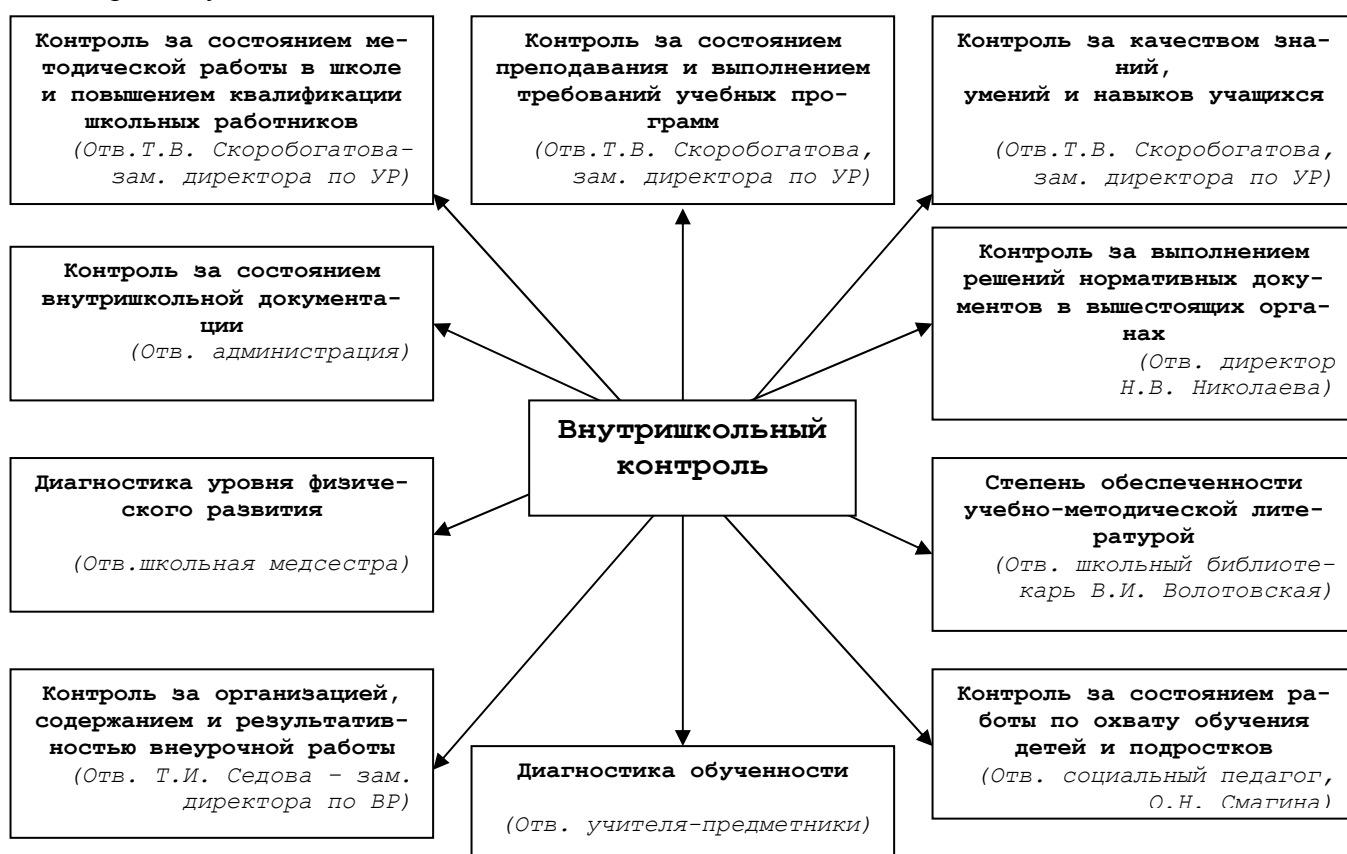 Контроль за состоянием ме-
тодической работы в школе
и повышением квалификации
школьных работников
(Отв.Т.В. Скоробогатова-
зам. директора по УР)
Контроль за состоянием
преподавания и выполнением
требований учебных про-
грамм
(Отв.Т.В. Скоробогатова,
зам. директора по УР)
Контроль за качеством зна-
ний,
умений и навыков учащихся
(Отв.Т.В. Скоробогатова,
зам. директора по УР)
Контроль за состоянием
внутришкольной документа-
ции
(Отв. администрация)
Контроль за выполнением
решений нормативных доку-
ментов в вышестоящих орга-
нах
(Отв. директор
Н.В. Николаева)
Внутришкольный
контроль
Диагностика уровня физиче-
ского развития
(Отв.школьная медсестра)
Степень обеспеченности
учебно-методической лите-
ратурой
(Отв. школьный библиоте-
карь В.И. Волотовская)
Контроль за организацией,
содержанием и результатив-
ностью внеурочной работы
(Отв. Т.И. Седова – зам.
директора по ВР)
Диагностика обученности
(Отв. учителя-предметники)
Контроль за состоянием ра-
боты по охвату обучения
детей и подростков
(Отв. социальный педагог,
О.Н. Смагина)